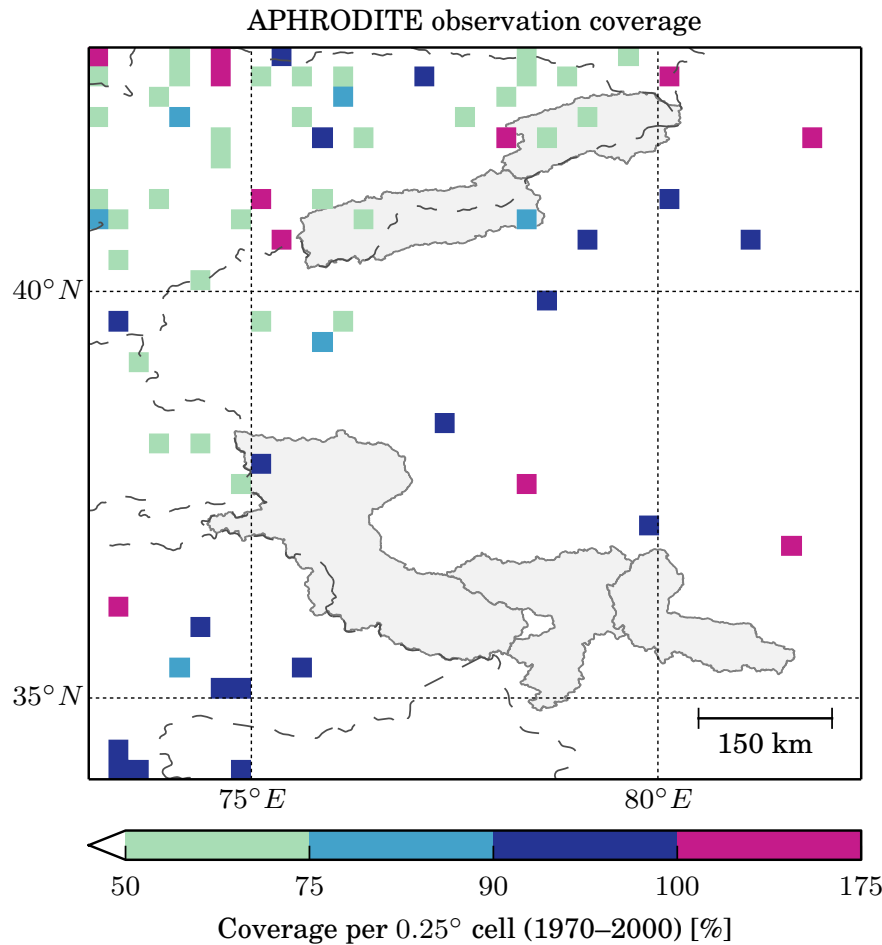 APHRODITE observation coverage
40° N
35° N
150 km
75° E
80° E
50
75
90
100
175
Coverage per 0.25° cell (1970–2000) [%]